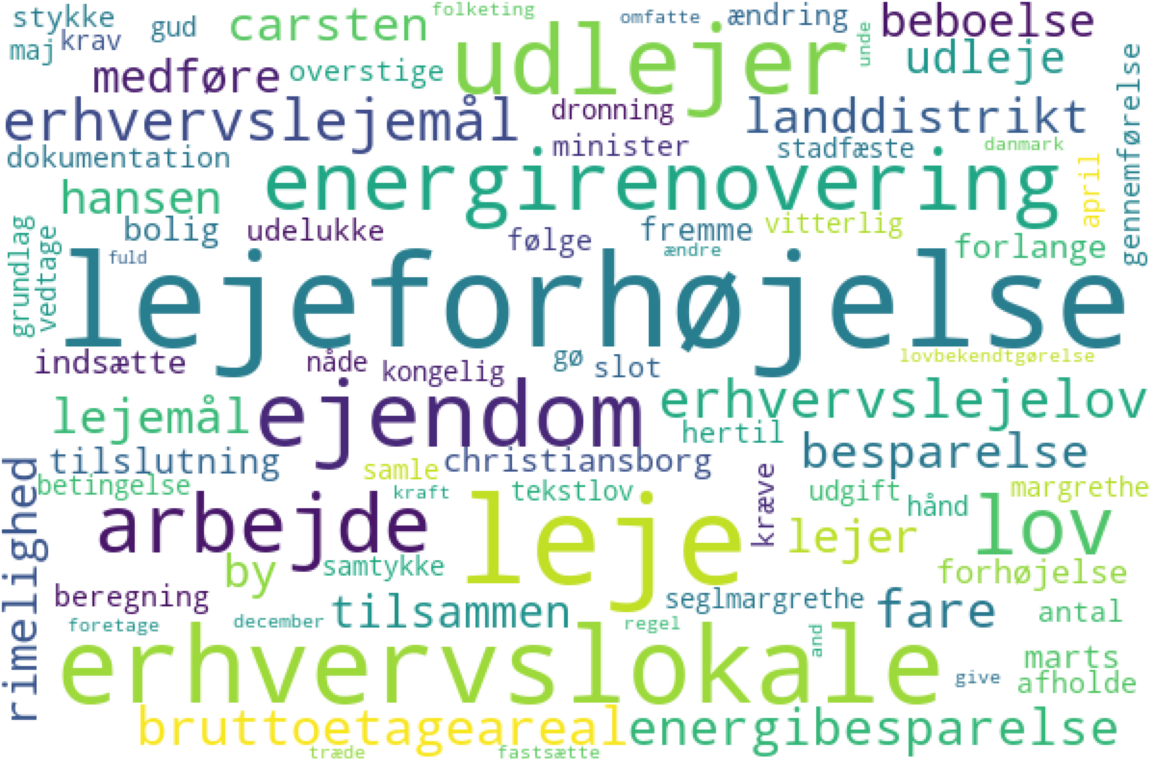 stykke gud carsten folketing omfatte ændring beboelse
maj krav udlejer unde udleje
medføre overstige
erhvervslejemål dronning landdistrikt gennemførelse
dokumentation minister stadfæste danmark
hansen energirenovering april
bolig udelukke følge fremme vitterlig forlange
grundlag vedtage fuld ændre
lejeforhøjelse
indsætte nåde kongelig gø slot lovbekendtgørelse
lejemål ejendom erhvervslejelov
hertil
tilslutning samle christiansborg besparelse
betingelse kraft tekstlov kræve udgift hånd margrethe
rimelighed arbejde leje lejer lov
by samtykke forhøjelse
beregning tilsammen seglmargrethe fare antal
foretage december regel and
erhvervslokale give marts
afholde
bruttoetageareal energibesparelse
træde fastsætte